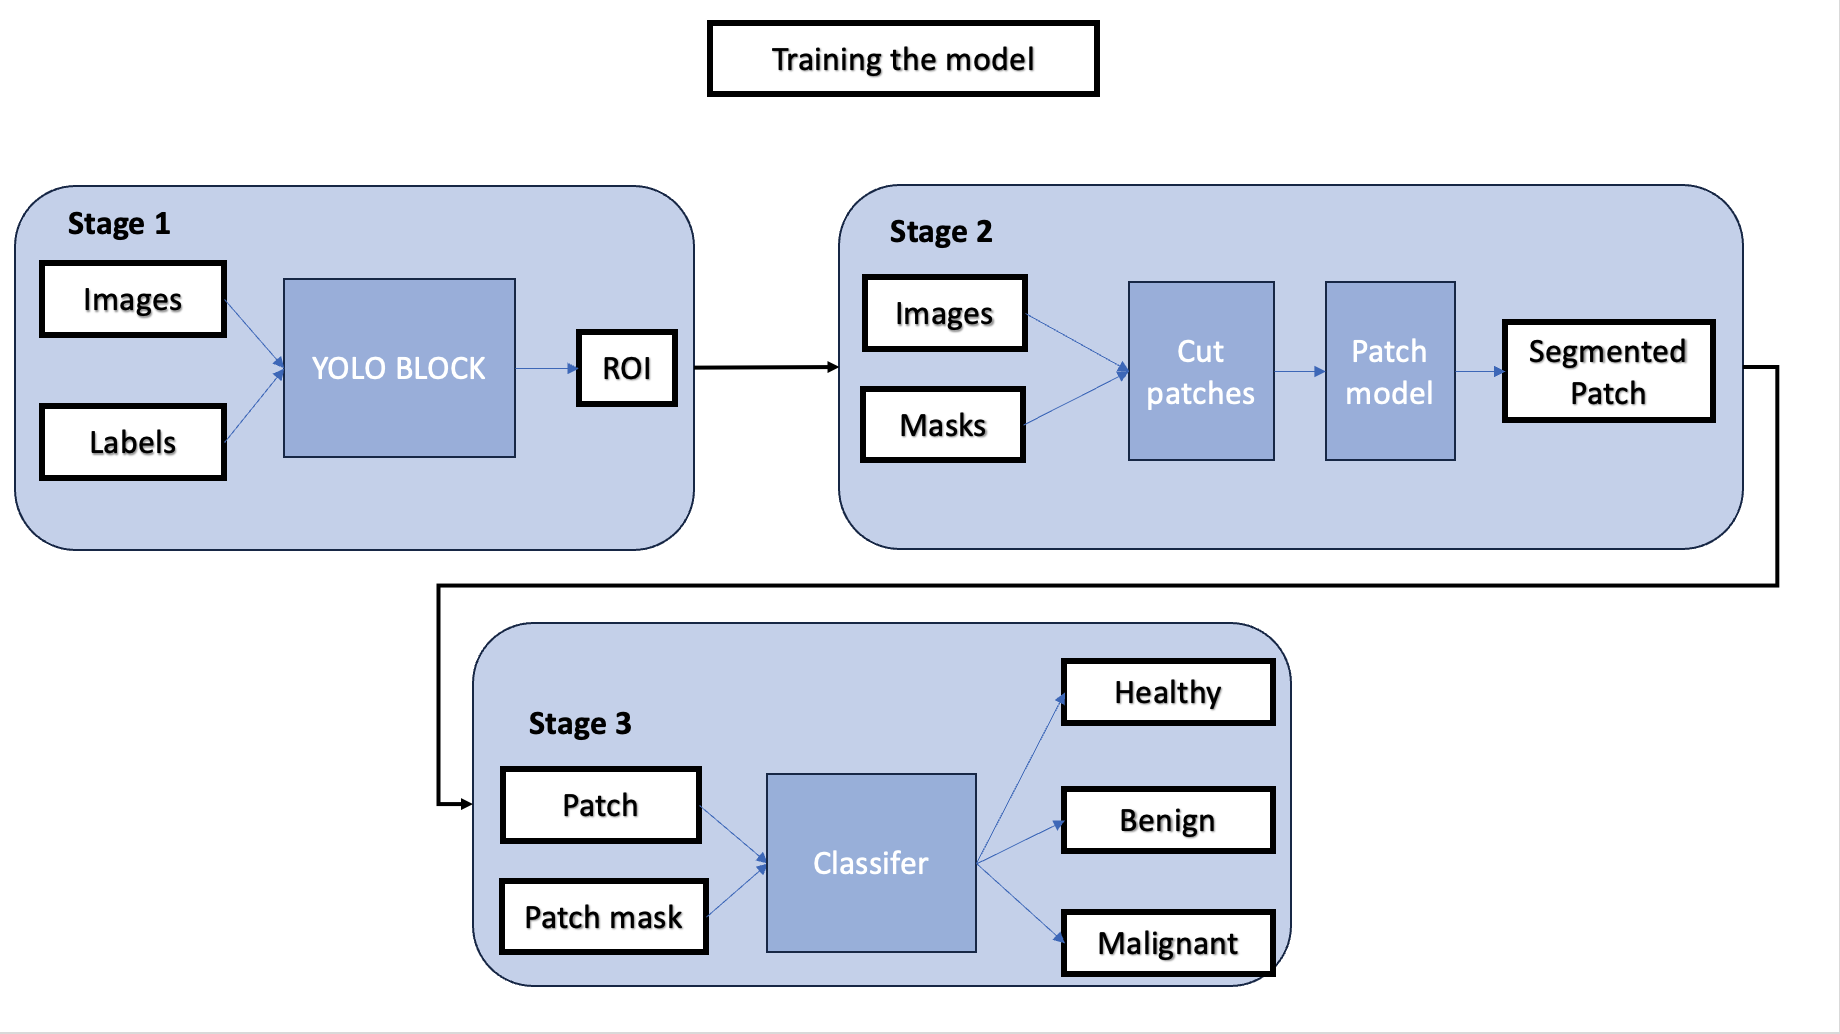 Training the model
Stage 1
Images
Labels
YOLO BLOCK
ROI
Stage 2
Images
Masks
Cut
patches
Patch
model
Segmented
Patch
Stage 3
Patch
Patch mask
Classifer
Healthy
Benign
Malignant